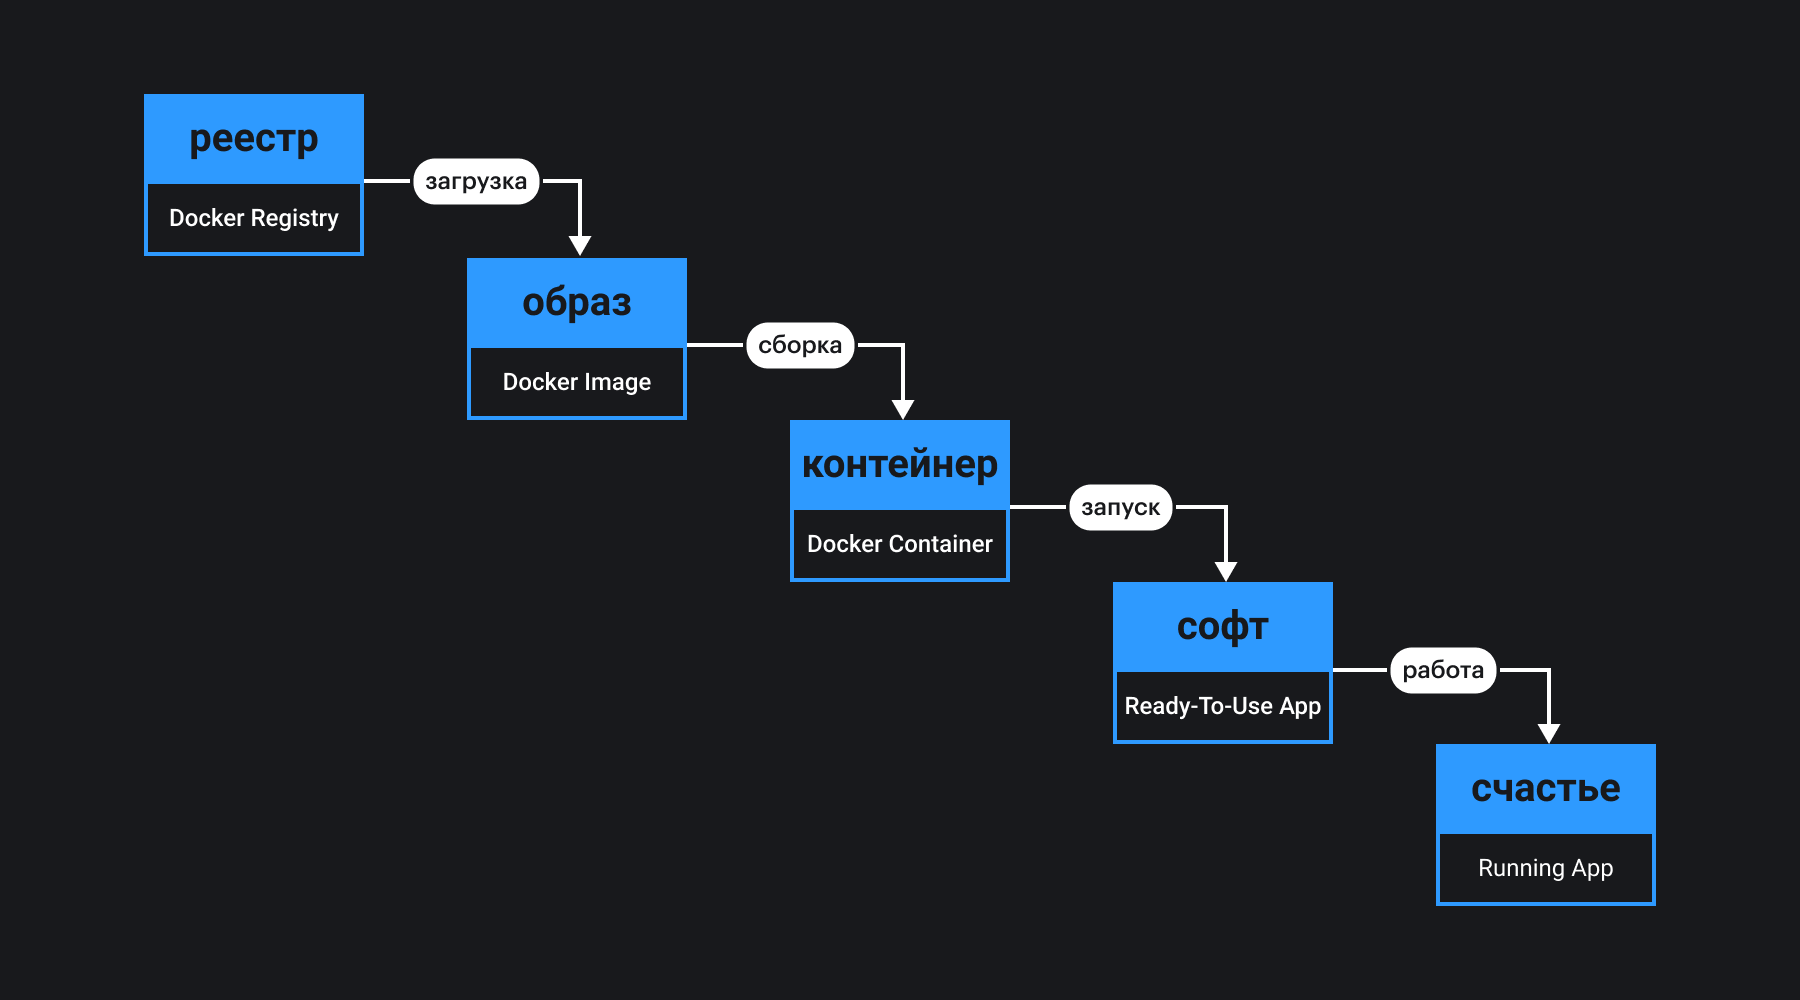 реестр
Docker Registry
загрузка
образ
Docker Image
сборка
контейнер
Docker Container
запуск
софт
Ready-To-Use App
работа
счастье
Running App